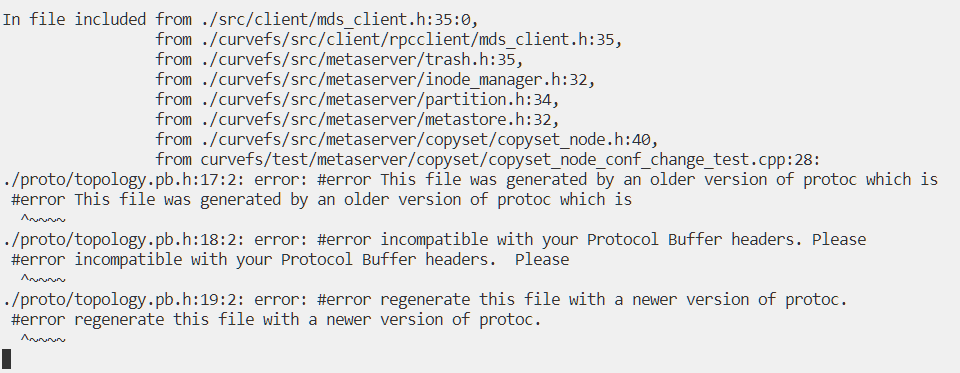 In file included from ./src/client/mds_client.h:35:0,
                 from ./curvefs/src/client/rpcclient/mds_client.h:35,
                 from ./curvefs/src/metaserver/trash.h:35,
                 from ./curvefs/src/metaserver/inode_manager.h:32,
                 from ./curvefs/src/metaserver/partition.h:34,
                 from ./curvefs/src/metaserver/metastore.h:32,
                 from ./curvefs/src/metaserver/copyset/copyset_node.h:40,
                 from curvefs/test/metaserver/copyset/copyset_node_conf_change_test.cpp:28:
./proto/topology.pb.h:17:2: error: #error This file was generated by an older version of protoc which is
 #error This file was generated by an older version of protoc which is
  ^~~~~
./proto/topology.pb.h:18:2: error: #error incompatible with your Protocol Buffer headers. Please
 #error incompatible with your Protocol Buffer headers.  Please
  ^~~~~
./proto/topology.pb.h:19:2: error: #error regenerate this file with a newer version of protoc.
 #error regenerate this file with a newer version of protoc.
  ^~~~~